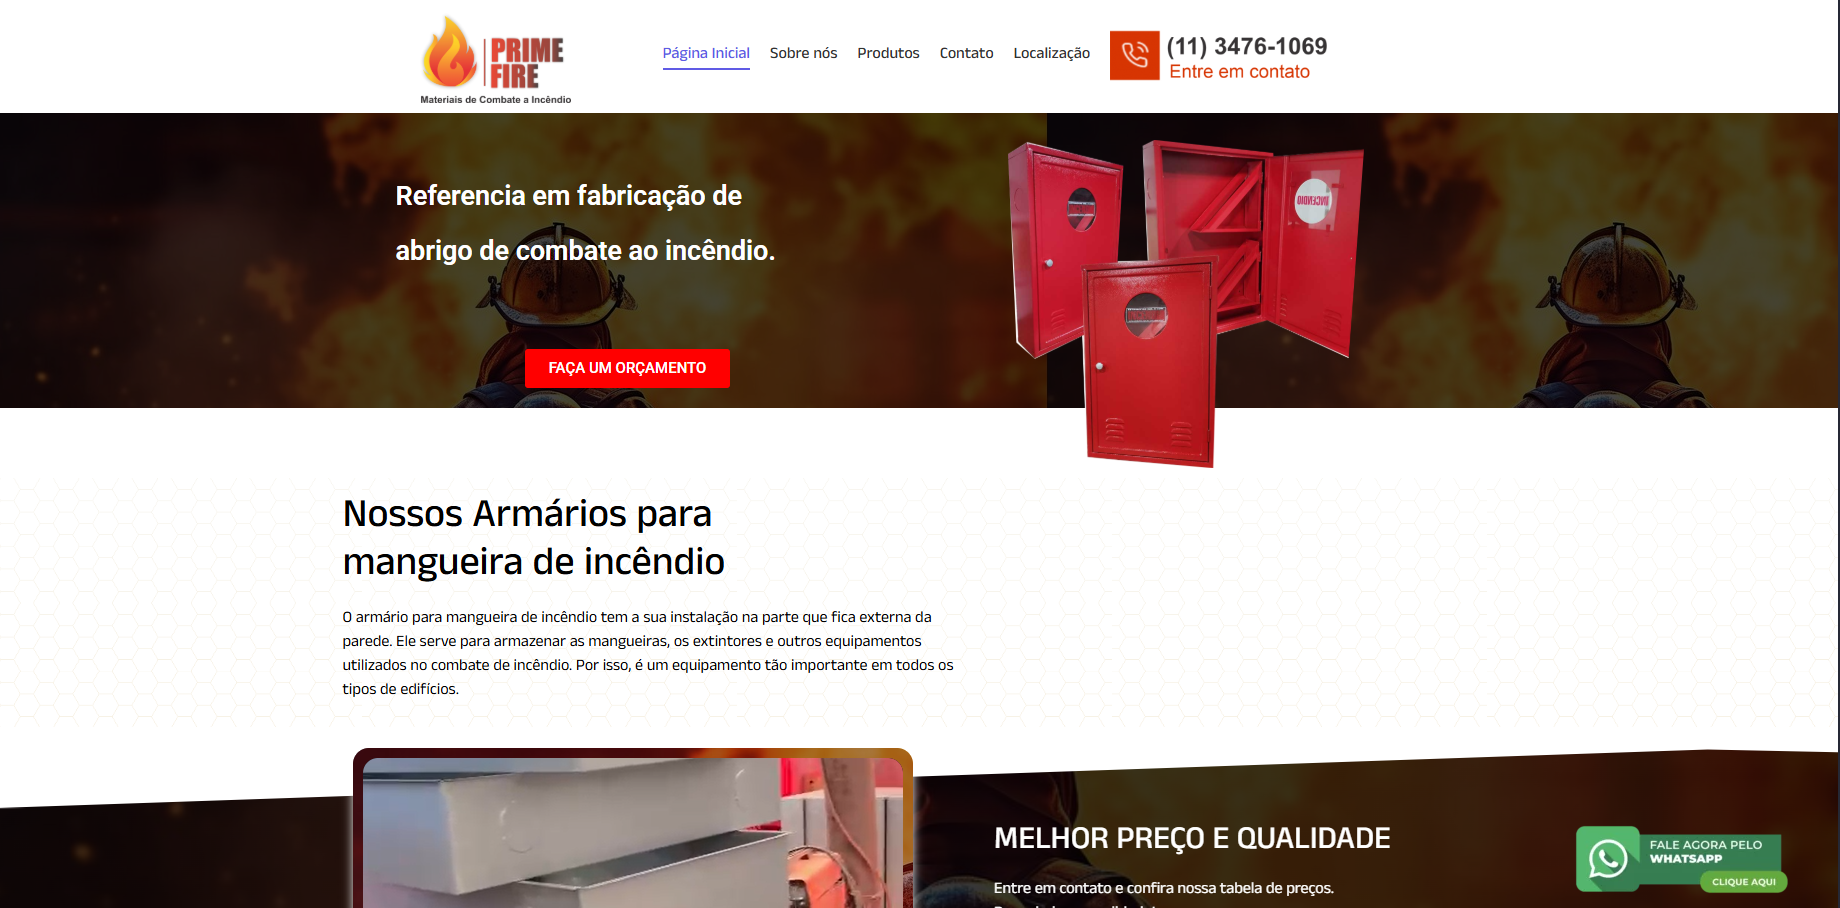 PRIME
FIRE
Materiais de Combate a Incêndio
Página Inicial
Sobre nós
Produtos
Contato
Localização
(11) 3476-1069
Entre em contato
Referencia em fabricação de
abrigo de combate ao incêndio.
FAÇA UM ORÇAMENTO
INCÊNDIO
Nossos Armários para
mangueira de incêndio
O armário para mangueira de incêndio tem a sua instalação na parte que fica externa da
parede. Ele serve para armazenar as mangueiras, os extintores e outros equipamentos
utilizados no combate de incêndio. Por isso, é um equipamento tão importante em todos os
tipos de edifícios.
MELHOR PREÇO E QUALIDADE
Entre em contato e confira nossa tabela de preços.
FALE AGORA PELO
WHATSAPP
CLIQUE AQUI